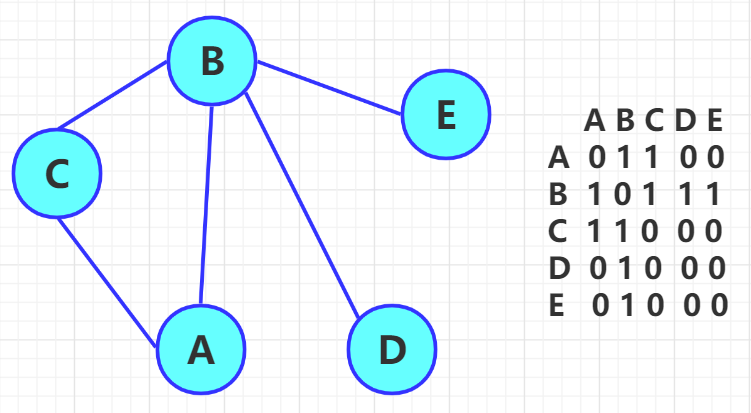 B
E
C
A
D
A B C D E
A 0 1 1 0 0
B 1 0 1 1 1
C 1 1 0 0 0
D 0 1 0 0 0
E 0 1 0 0 0